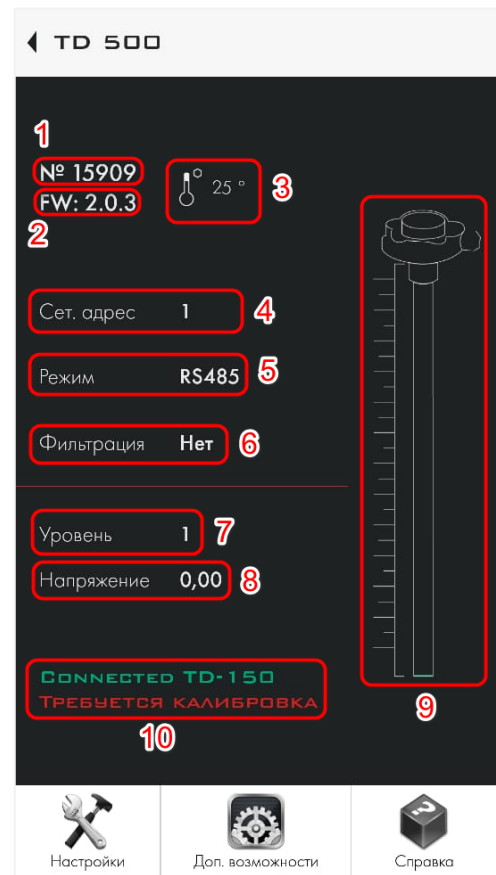 TD 500
1
№ 15909
FW: 2.0.3
2
25 °
3
Сет. адрес 1
4
Режим RS485
5
Фильтрация Нет
6
Уровень 1
7
Напряжение 0,00
8
CONNECTED TD-150
ТРЕБУЕТСЯ КАЛИБРОВКА
10
9
Настройки
Доп. возможности
?
Справка